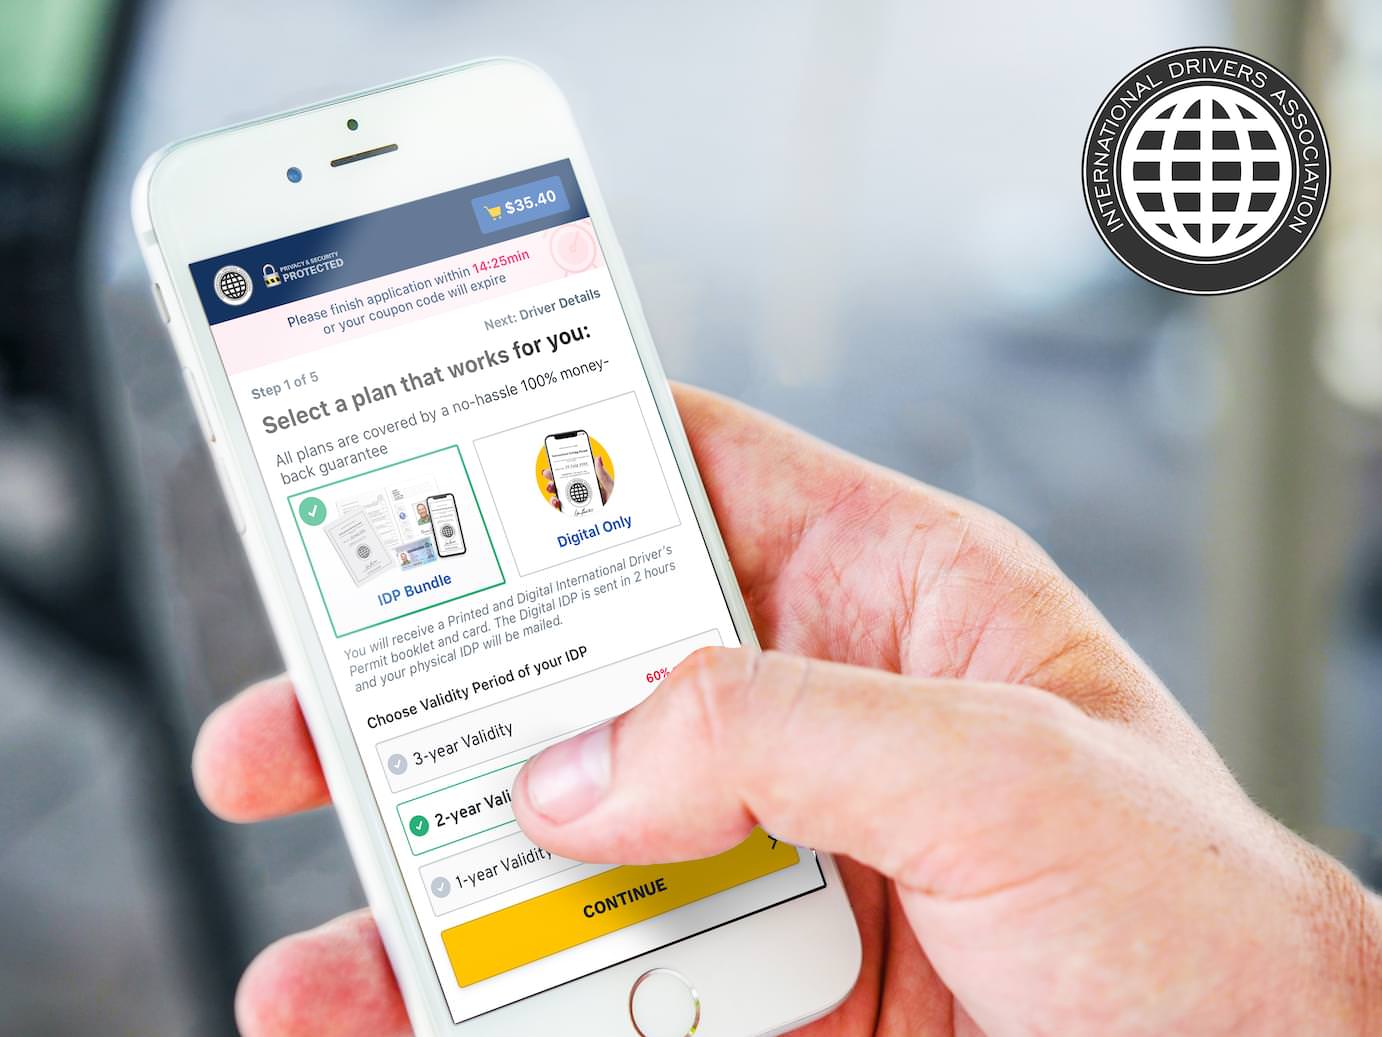 INTERNATIONAL DRIVERS ASSOCIATION
$35.40
PRIVACY & SECURITY
PROTECTED
Please finish application within 14:25min
or your coupon code will expire
Next: Driver Details
Step 1 of 5
Select a plan that works for you:
All plans are covered by a no-hassle 100% money-
back guarantee
IDP Bundle
Digital Only
You will receive a Printed and Digital International Driver's
Permit booklet and card. The Digital IDP is sent in 2 hours
and your physical IDP will be mailed.
Choose Validity Period of your IDP
60%
3-year Validity
2-year Vali
1-year Validity
CONTINUE